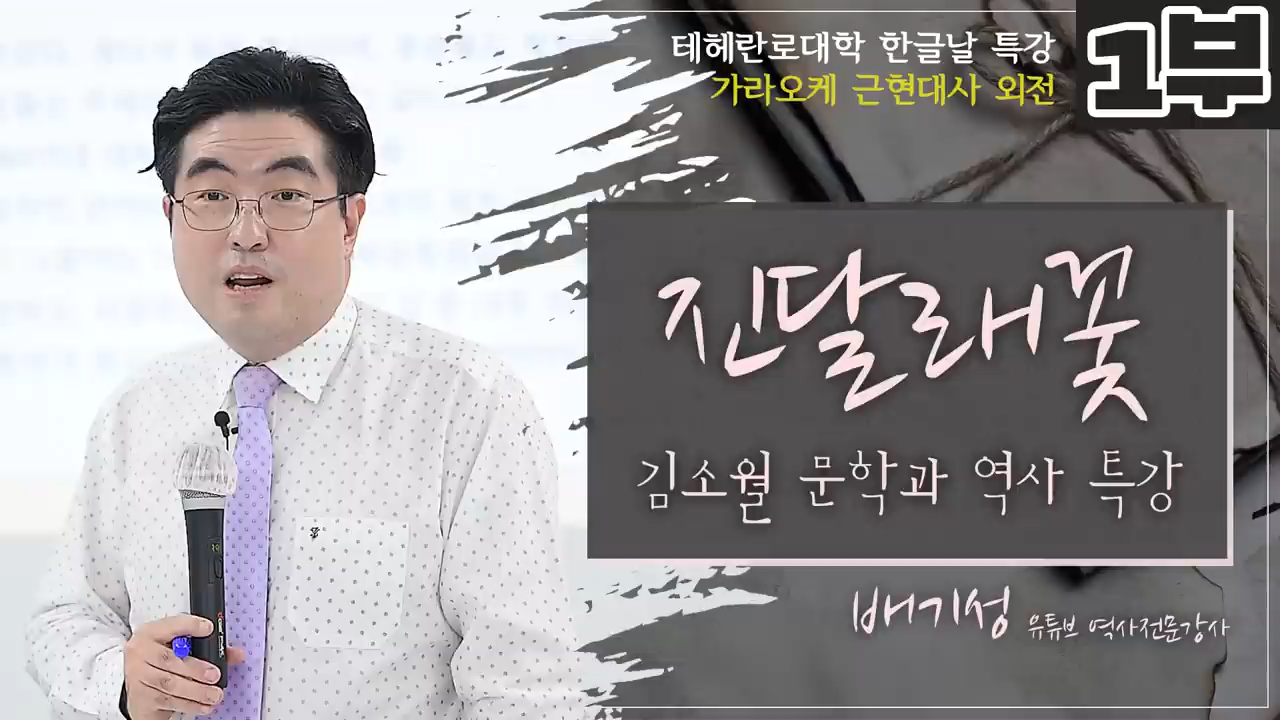 테헤란로대학 한글날 특강
가라오케 근현대사 외전
1부
진달래꽃
김소월 문학과 역사 특강
배기성 유튜브 역사전문강사